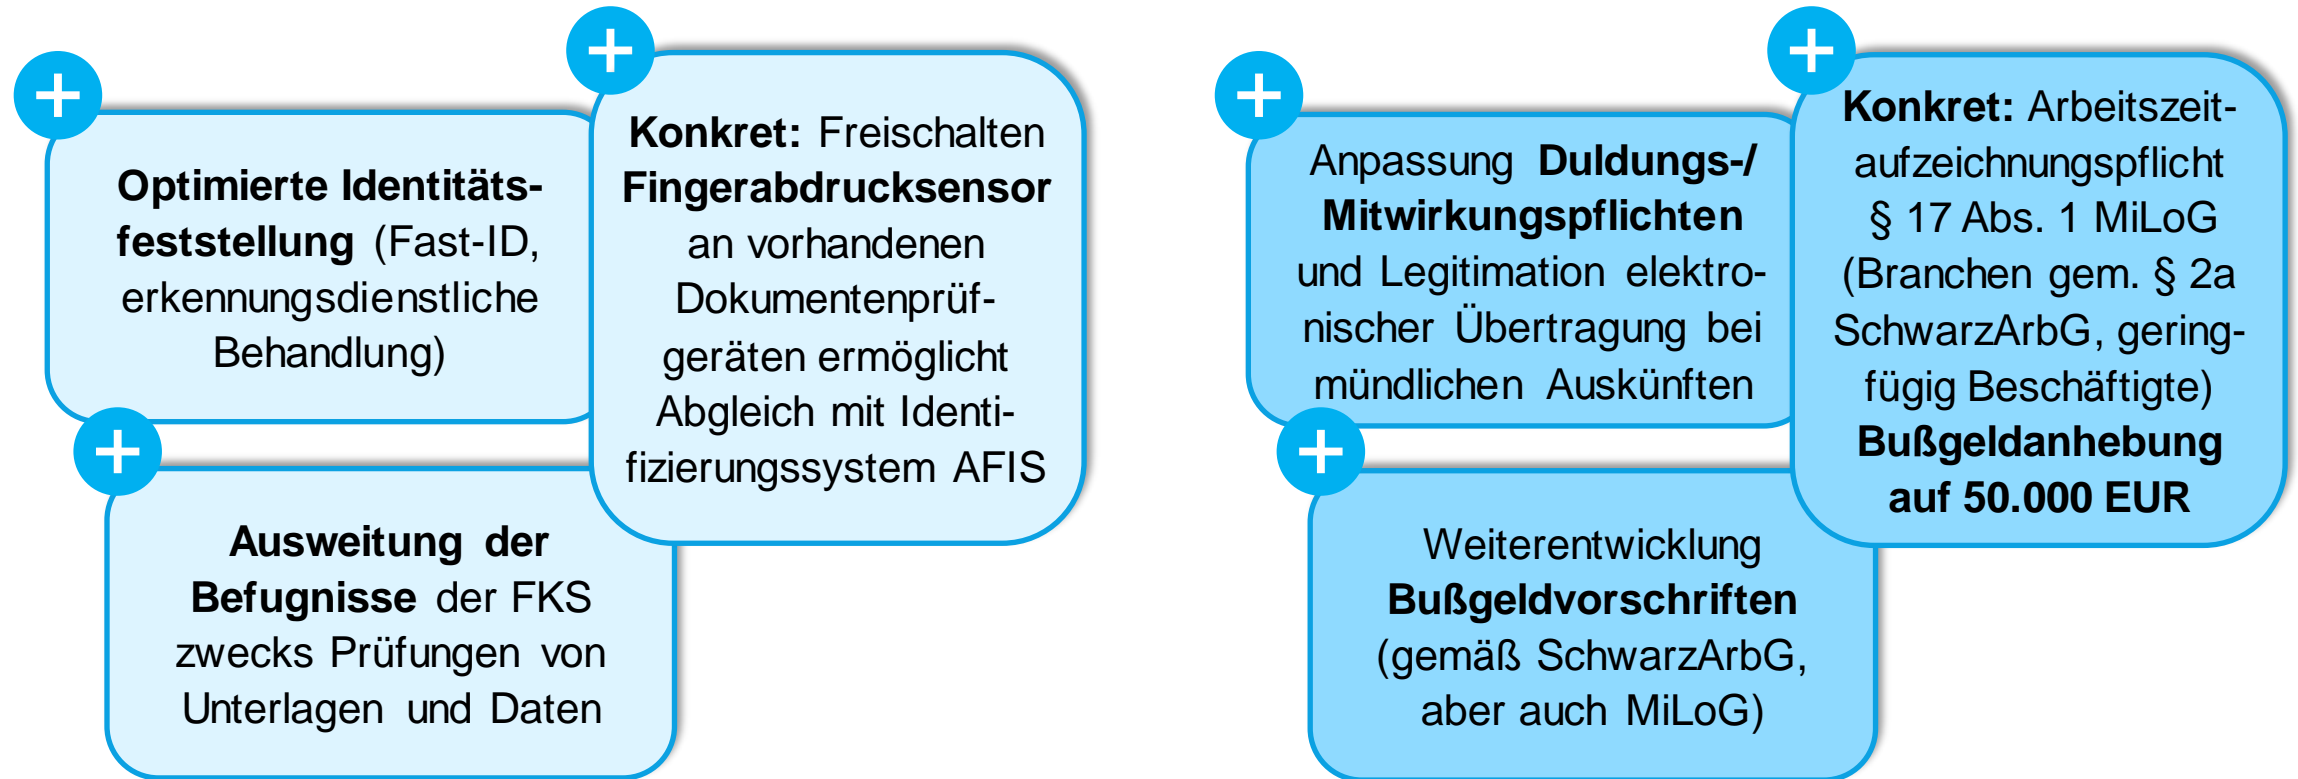 Optimierte Identitäts-
feststellung (Fast-ID,
erkennungsdienstliche
Behandlung)
Konkret: Freischalten
Fingerabdrucksensor
an vorhandenen
Dokumentenprüf-
geräten ermöglicht
Abgleich mit Identi-
fizierungssystem AFIS
Ausweitung der
Befugnisse der FKS
zwecks Prüfungen von
Unterlagen und Daten
Anpassung Duldungs-/
Mitwirkungspflichten
und Legitimation elektro-
nischer Übertragung bei
mündlichen Auskünften
Konkret: Arbeitszeit-
aufzeichnungspflicht
§ 17 Abs. 1 MiLoG
(Branchen gem. § 2a
SchwarzArbG, gering-
fügig Beschäftigte)
Bußgeldanhebung
auf 50.000 EUR
Weiterentwicklung
Bußgeldvorschriften
(gemäß SchwarzArbG,
aber auch MiLoG)